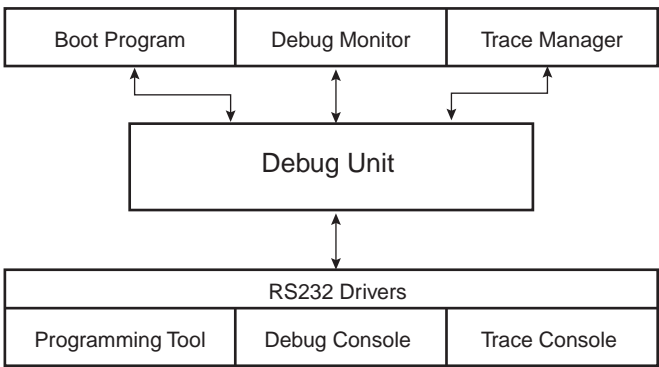 Boot Program
Debug Monitor
Trace Manager
Debug Unit
RS232 Drivers
Programming Tool
Debug Console
Trace Console